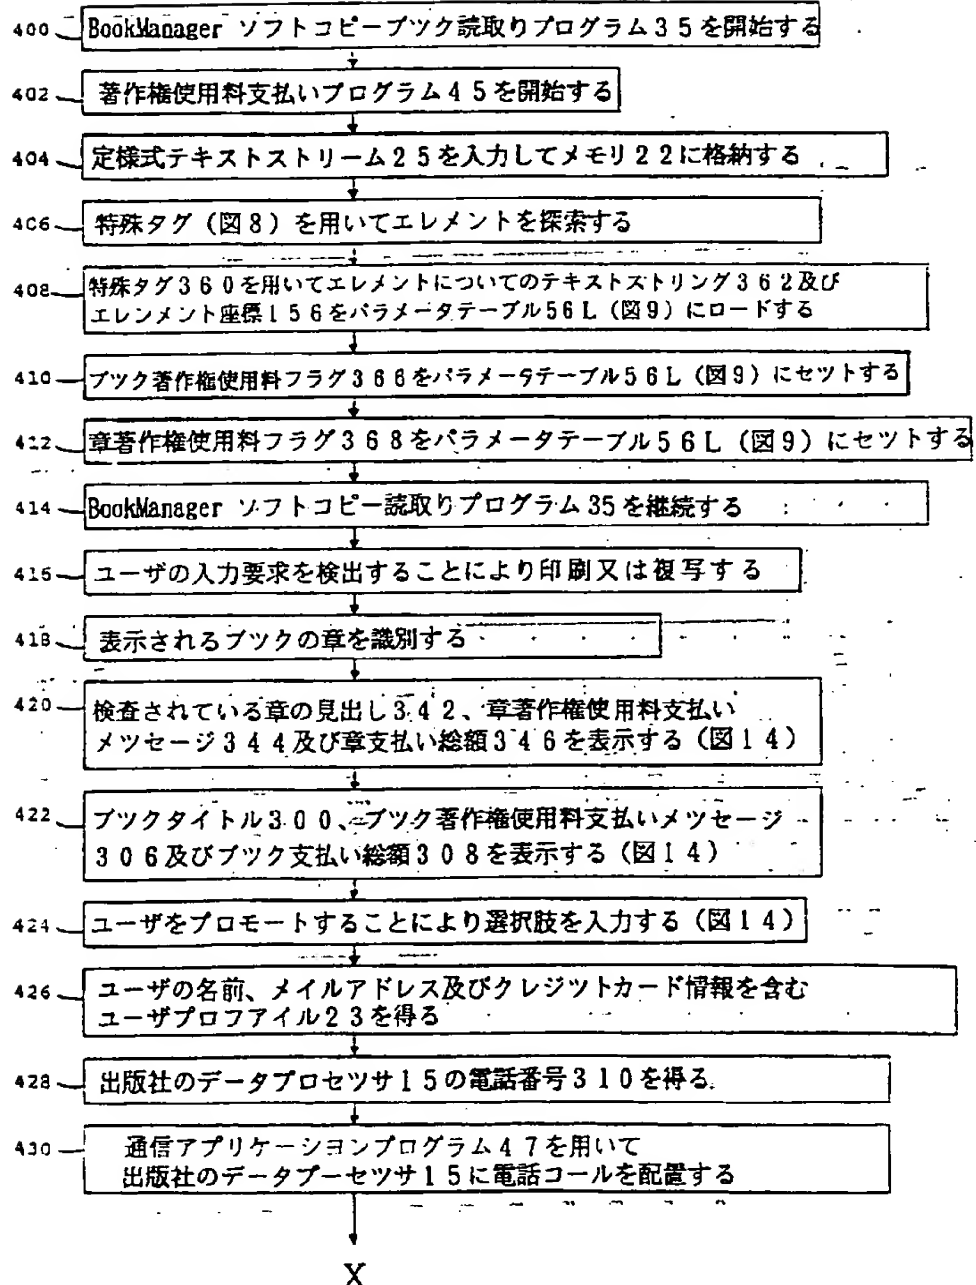 400 BookManager ソフトコピーブツク読取りプログラム35を開始する
402 著作権使用料支払いプログラム45を開始する
404 定様式テキストストリーム25を入力してメモリ22に格納する
406 特殊タグ(図8)を用いてエレメントを探索する
408 特殊タグ360を用いてエレメントについてのテキストストリング362及び
エレンメント座標156をパラメータテーブル56L(図9)にロードする
410 ブツク著作権使用料フラグ366をパラメータテーブル56L(図9)にセツトする
412 章著作権使用料フラグ368をパラメータテーブル56L(図9)にセツトする
414 BookManager ソフトコピー読取りプログラム35を継続する
416 ユーザの入力要求を検出することにより印刷又は複写する
418 表示されるブツクの章を識別する
420 検査されている章の見出し342、章著作権使用料支払い
メツセージ344及び章支払い総額346を表示する(図14)
422 ブツクタイトル300、ブツク著作権使用料支払いメツセージ
306及びブツク支払い総額308を表示する(図14)
424 ユーザをプロモートすることにより選択肢を入力する(図14)
426 ユーザの名前、メイルアドレス及びクレジツトカード情報を含む
ユーザプロフアイル23を得る
428 出版社のデータプロセツサ15の電話番号310を得る.
430 通信アプリケーションプログラム47を用いて
出版社のデータプーセツサ15に電話コールを配置する
X